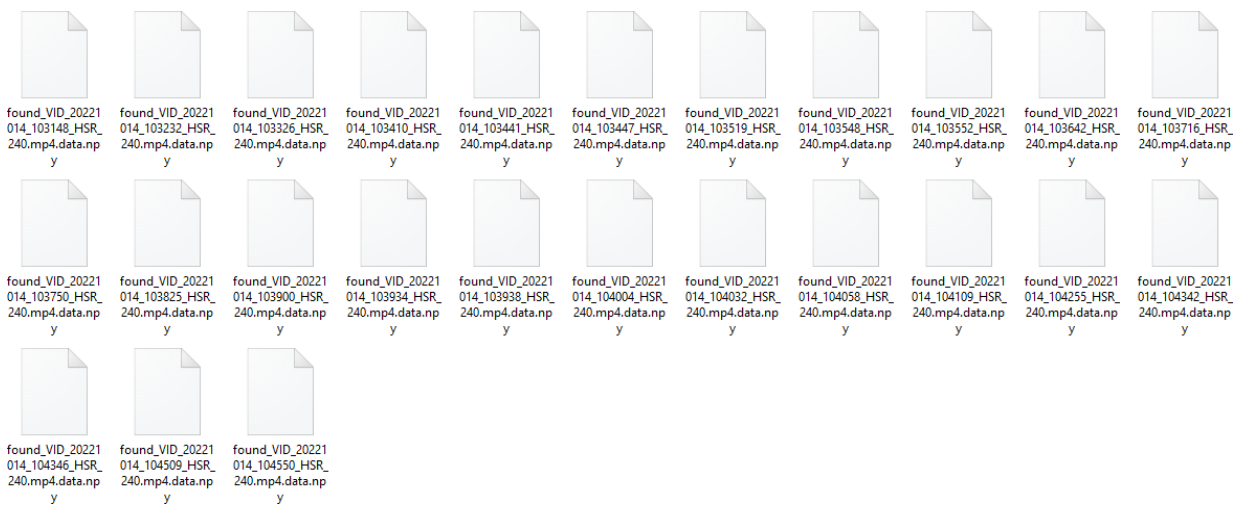 found_VID_20221 found_VID_20221 found_VID_20221 found_VID_20221 found_VID_20221 found_VID_20221 found_VID_20221 found_VID_20221 found_VID_20221 found_VID_20221 found_VID_20221
014_103148_HSR_ 014_103232_HSR_ 014_103326_HSR_ 014_103410_HSR_ 014_103441_HSR_ 014_103447_HSR_ 014_103519_HSR_ 014_103548_HSR_ 014_103552_HSR_ 014_103642_HSR_ 014_103716_HSR_
240.mp4.data.np 240.mp4.data.np 240.mp4.data.np 240.mp4.data.np 240.mp4.data.np 240.mp4.data.np 240.mp4.data.np 240.mp4.data.np 240.mp4.data.np 240.mp4.data.np 240.mp4.data.np
y y y y y y y y y y y
found_VID_20221 found_VID_20221 found_VID_20221 found_VID_20221 found_VID_20221 found_VID_20221 found_VID_20221 found_VID_20221 found_VID_20221 found_VID_20221 found_VID_20221
014_103750_HSR_ 014_103825_HSR_ 014_103900_HSR_ 014_103934_HSR_ 014_103938_HSR_ 014_104004_HSR_ 014_104032_HSR_ 014_104058_HSR_ 014_104109_HSR_ 014_104255_HSR_ 014_104342_HSR_
240.mp4.data.np 240.mp4.data.np 240.mp4.data.np 240.mp4.data.np 240.mp4.data.np 240.mp4.data.np 240.mp4.data.np 240.mp4.data.np 240.mp4.data.np 240.mp4.data.np 240.mp4.data.np
y y y y y y y y y y y
found_VID_20221 found_VID_20221 found_VID_20221
014_104346_HSR_ 014_104509_HSR_ 014_104550_HSR_
240.mp4.data.np 240.mp4.data.np 240.mp4.data.np
y y y